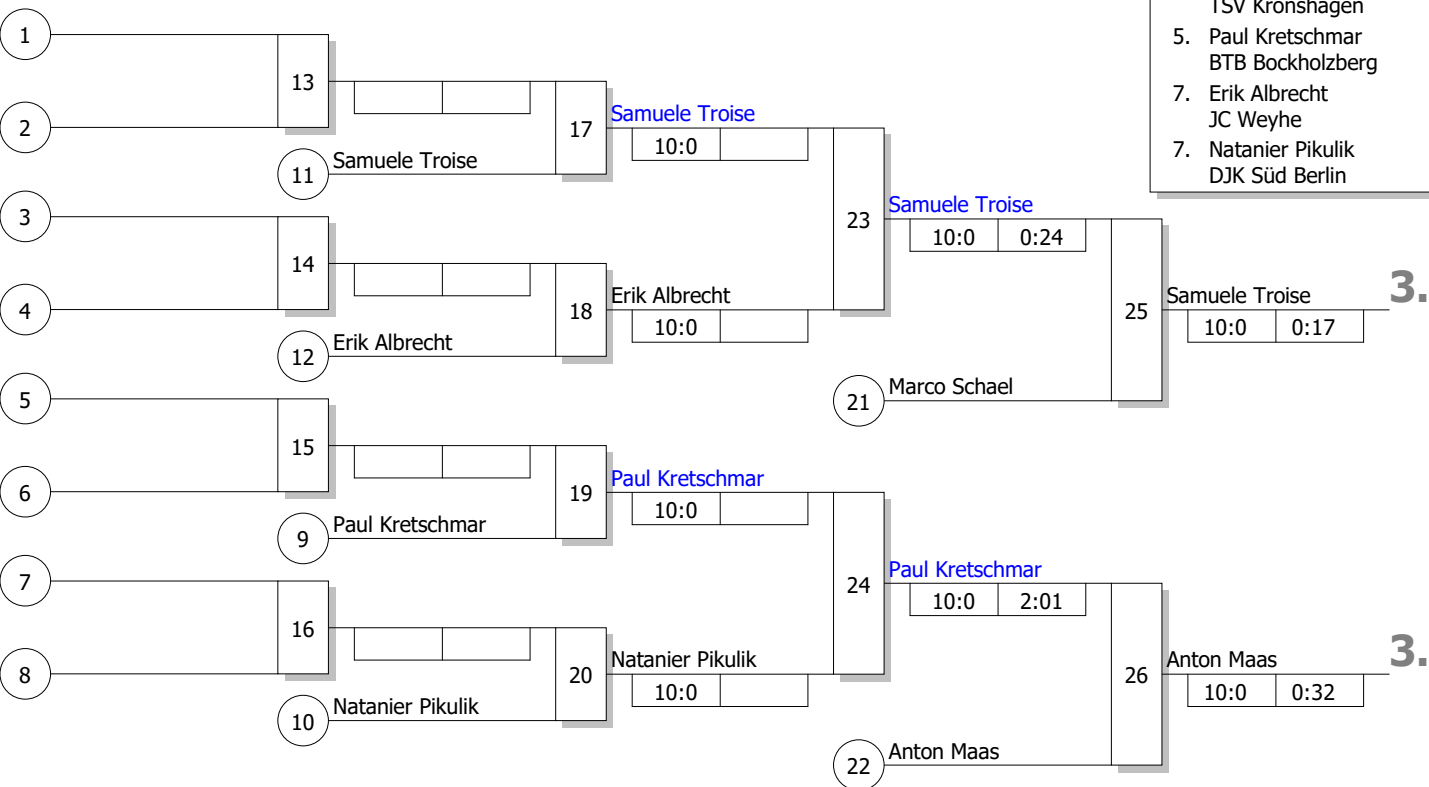 TSV Kronshagen
5. Paul Kretschmar
BTB Bockholzberg
7. Erik Albrecht
JC Weyhe
7. Natanier Pikulik
DJK Süd Berlin
1
13
2
17
Samuele Troise
10:0
11
Samuele Troise
3
14
4
18
Erik Albrecht
10:0
12
Erik Albrecht
23
Samuele Troise
10:0 0:24
25
Samuele Troise
10:0 0:17
3.
21
Marco Schael
5
15
6
19
Paul Kretschmar
10:0
9
Paul Kretschmar
7
16
8
20
Natanier Pikulik
10:0
10
Natanier Pikulik
24
Paul Kretschmar
10:0 2:01
26
Anton Maas
10:0 0:32
3.
22
Anton Maas